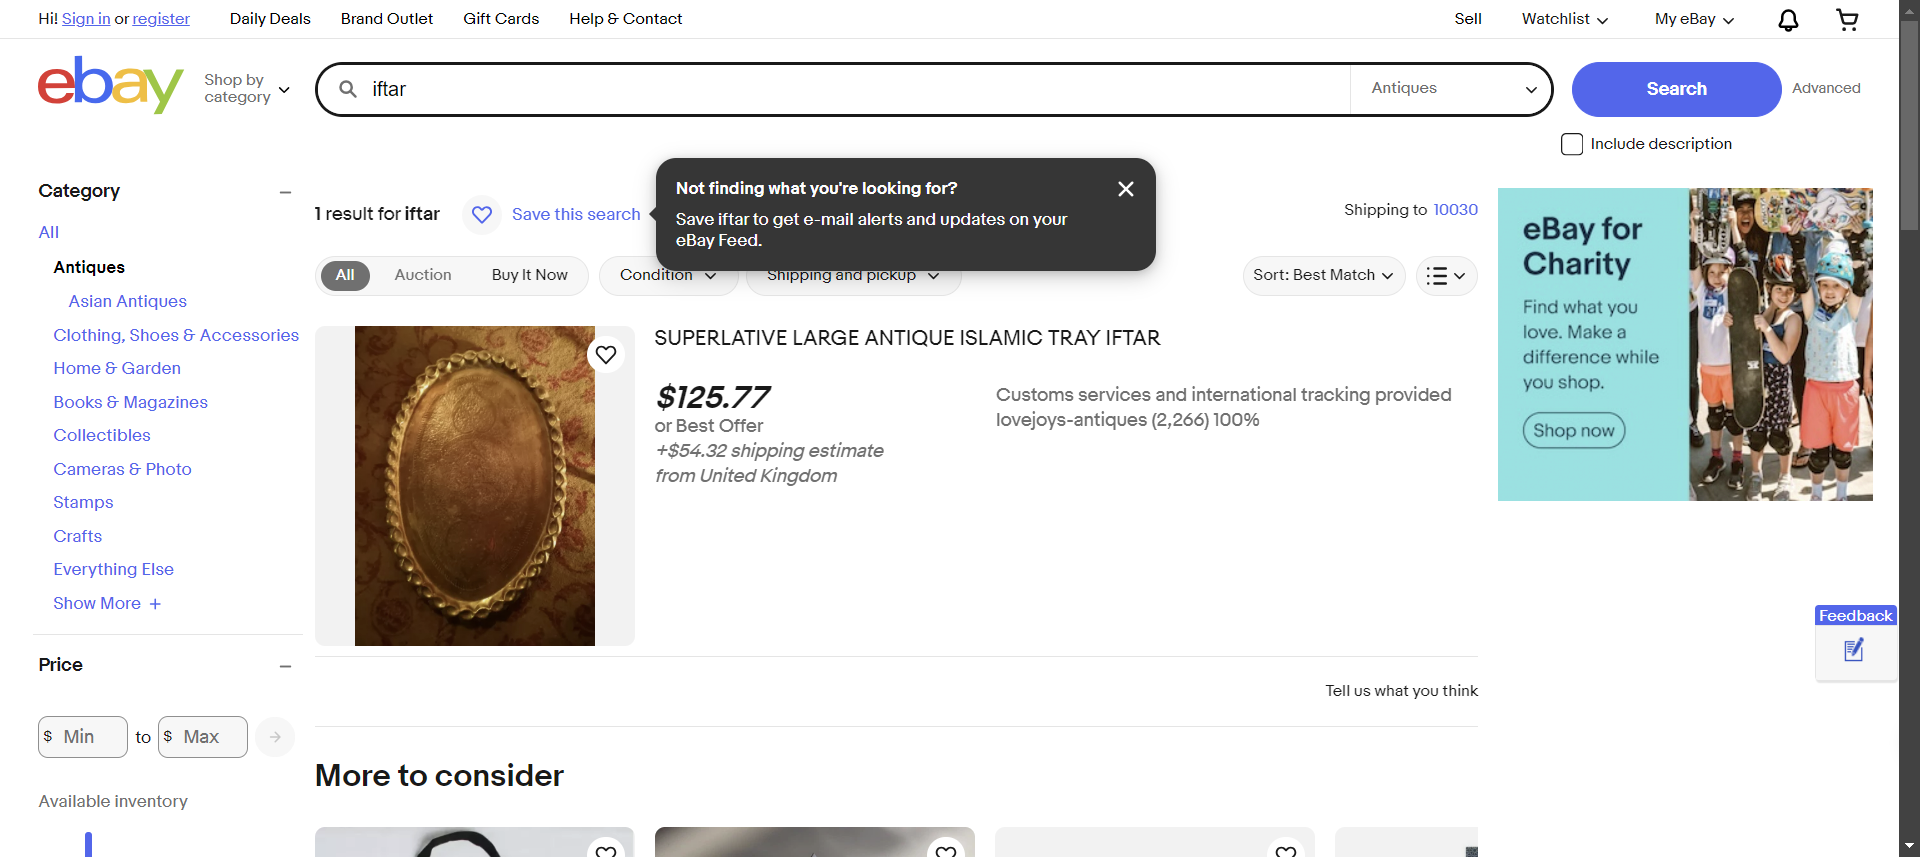 Hi! Sign in or register
Daily Deals
Brand Outlet
Gift Cards
Help & Contact
Sell
Watchlist
My eBay
ebay
Shop by
category
iftar
Antiques
Search
Advanced
Include description
Category
All
Antiques
Asian Antiques
Clothing, Shoes & Accessories
Home & Garden
Books & Magazines
Collectibles
Cameras & Photo
Stamps
Crafts
Everything Else
Show More
Price
$ Min to $ Max
Available inventory
1 result for iftar
Save this search
Not finding what you're looking for?
Save iftar to get e-mail alerts and updates on your
eBay Feed.
Shipping to 10030
All
Auction
Buy It Now
Condition
Shipping and pickup
Sort: Best Match
SUPERLATIVE LARGE ANTIQUE ISLAMIC TRAY IFTAR
$125.77
or Best Offer
+$54.32 shipping estimate
from United Kingdom
Customs services and international tracking provided
lovejoys-antiques (2,266) 100%
Tell us what you think
More to consider
eBay for
Charity
Find what you
love. Make a
difference while
you shop.
Shop now
Feedback